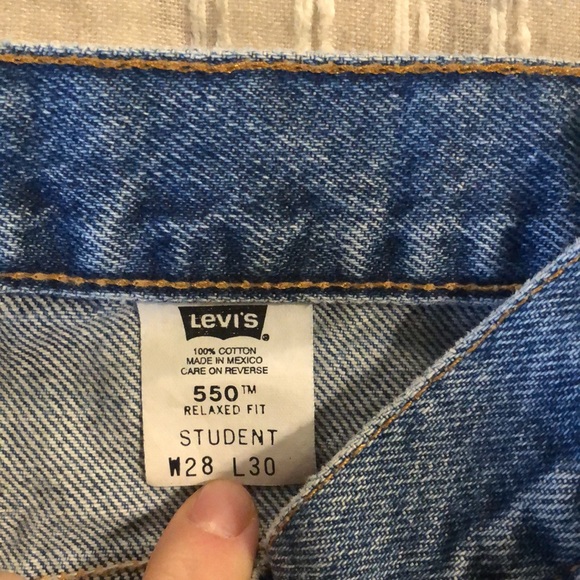 Levi's
100% COTTON
MADE IN MEXICO
CARE ON REVERSE
550™
RELAXED FIT
STUDENT
W28 L30